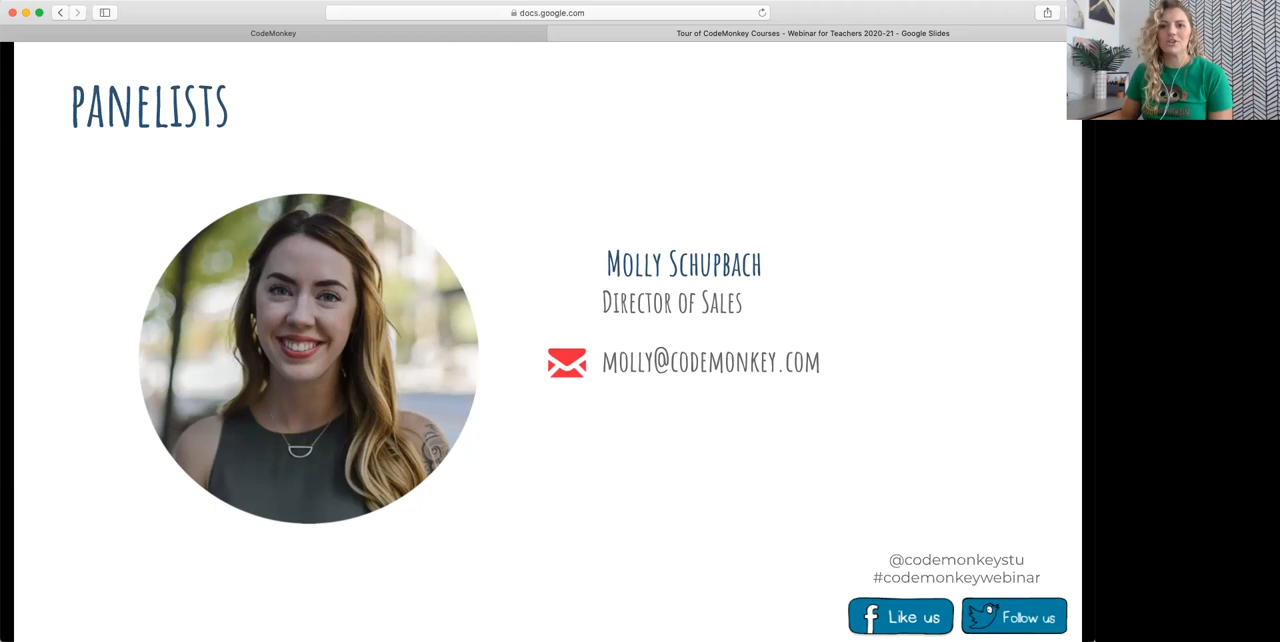 docs.google.com
CodeMonkey
Tour of CodeMonkey Courses - Webinar for Teachers 2020-21 - Google Slides
PANELISTS
MOLLY SCHUPBACH
DIRECTOR OF SALES
MOLLY@CODEMONKEY.COM
@codemonkeystu
#codemonkeywebinar
f Like us
Follow us